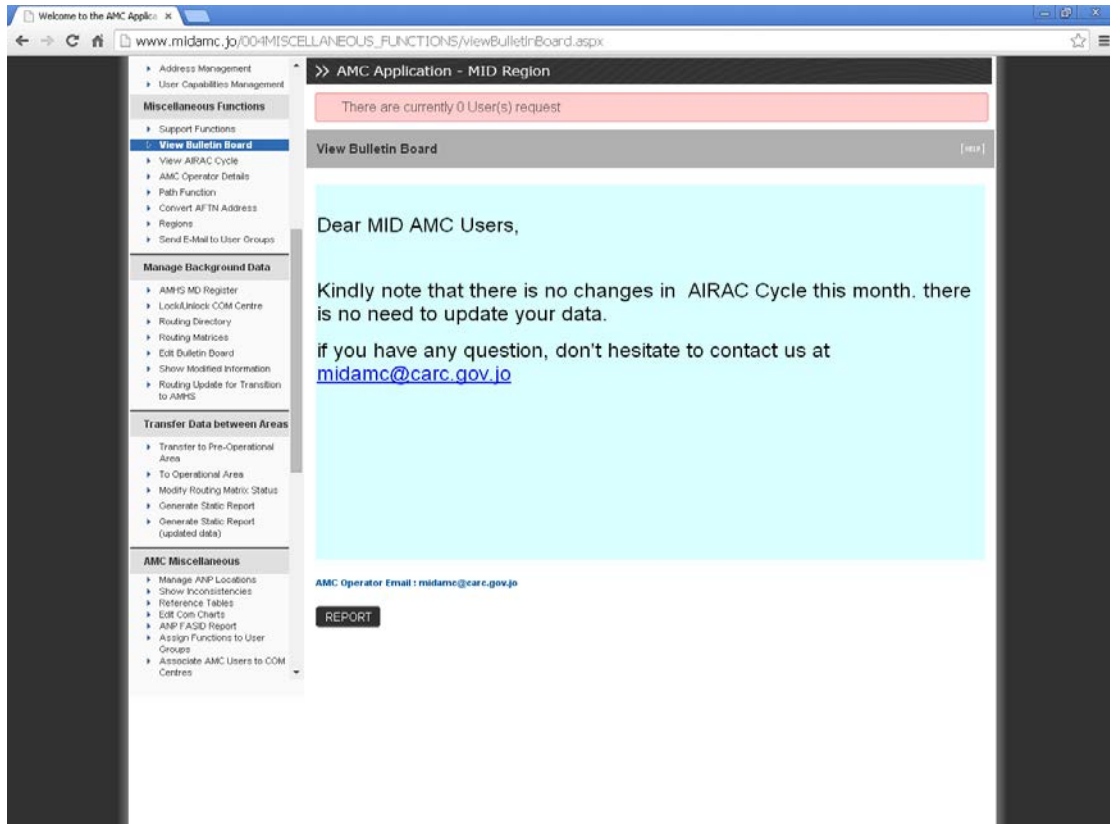 Welcome to the AMC Applica
www.midamc.jo/004MISCELLANEOUS_FUNCTIONS/viewBulletinBoard.aspx
Address Management
User Capabilities Management
Miscellaneous Functions
Support Functions
View Bulletin Board
View AIRAC Cycle
AMC Operator Details
Path Function
Convert AFTN Address
Regions
Send E-Mail to User Groups
Manage Background Data
AMHS MD Register
Lock/Unlock COM Centre
Routing Directory
Routing Matrices
Edit Bulletin Board
Show Modified Information
Routing Update for Transition
to AMHS
Transfer Data between Areas
Transfer to Pre-Operational
Area
To Operational Area
Modify Routing Matrix Status
Generate Static Report
Generate Static Report
(updated data)
AMC Miscellaneous
Manage ANP Locations
Show Inconsistencies
Reference Tables
Edit Com Charts
ANP FASID Report
Assign Functions to User
Groups
Associate AMC Users to COM
Centres
>> AMC Application - MID Region
There are currently 0 User(s) request
View Bulletin Board
[HELP]
Dear MID AMC Users,
Kindly note that there is no changes in AIRAC Cycle this month. there
is no need to update your data.
if you have any question, don't hesitate to contact us at
midamc@carc.gov.jo
AMC Operator Email : midamc@carc.gov.jo
REPORT